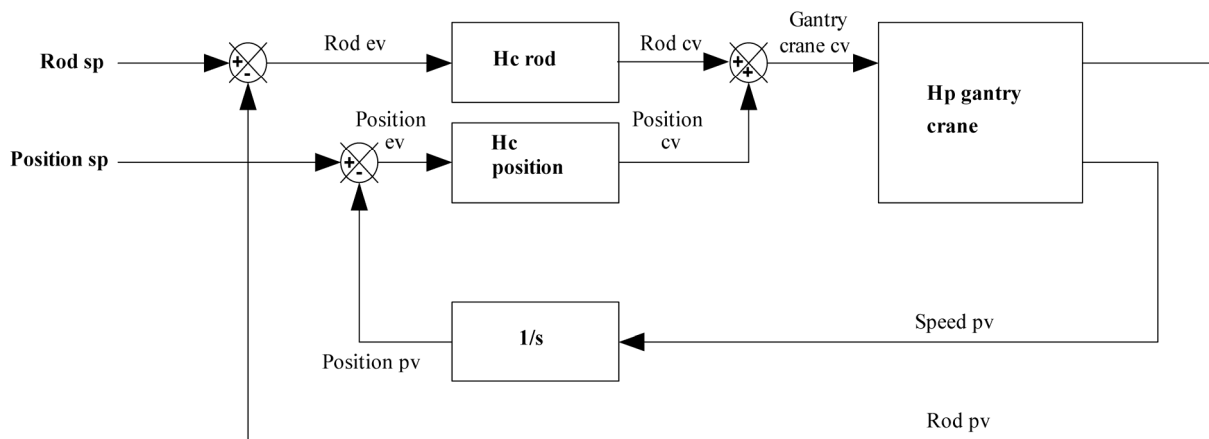 Rod sp
+
-
Rod ev
Hc rod
Rod cv
+
+
Gantry
crane cv
Hp gantry
crane
Position sp
+
-
Position
ev
Hc
position
Position
cv
1/s
Position pv
Speed pv
Rod pv